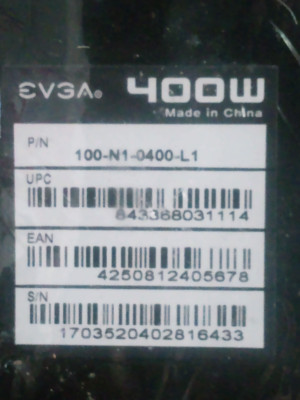 EVGA® 400W
Made in China
P/N
100-N1-0400-L1
UPC
843368031114
EAN
4250812405678
S/N
1703520402816433